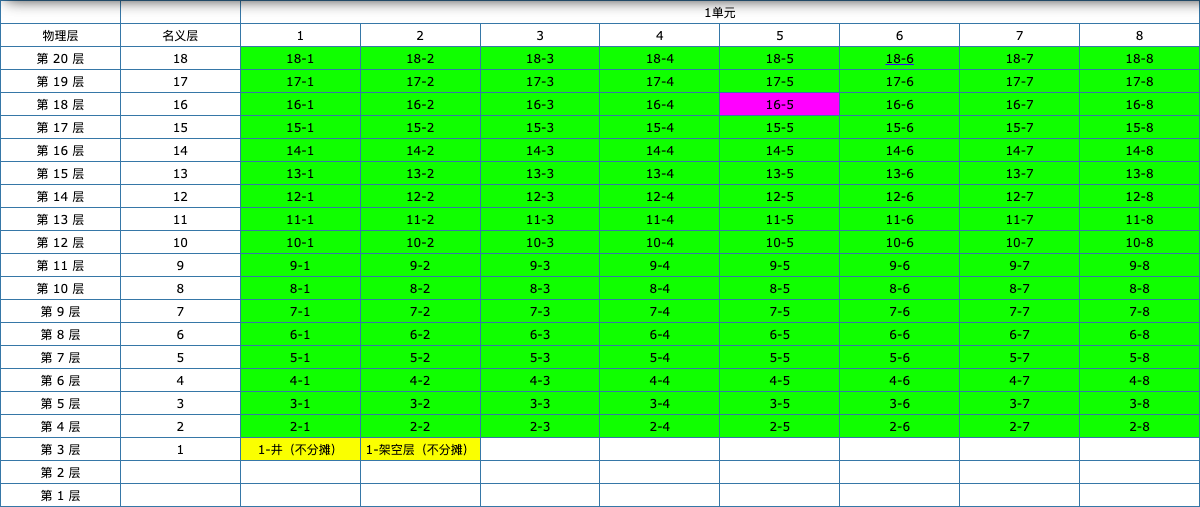 1单元
物理层 名义层 1 2 3 4 5 6 7 8
第 20 层 18 18-1 18-2 18-3 18-4 18-5 18-6 18-7 18-8
第 19 层 17 17-1 17-2 17-3 17-4 17-5 17-6 17-7 17-8
第 18 层 16 16-1 16-2 16-3 16-4 16-5 16-6 16-7 16-8
第 17 层 15 15-1 15-2 15-3 15-4 15-5 15-6 15-7 15-8
第 16 层 14 14-1 14-2 14-3 14-4 14-5 14-6 14-7 14-8
第 15 层 13 13-1 13-2 13-3 13-4 13-5 13-6 13-7 13-8
第 14 层 12 12-1 12-2 12-3 12-4 12-5 12-6 12-7 12-8
第 13 层 11 11-1 11-2 11-3 11-4 11-5 11-6 11-7 11-8
第 12 层 10 10-1 10-2 10-3 10-4 10-5 10-6 10-7 10-8
第 11 层 9 9-1 9-2 9-3 9-4 9-5 9-6 9-7 9-8
第 10 层 8 8-1 8-2 8-3 8-4 8-5 8-6 8-7 8-8
第 9 层 7 7-1 7-2 7-3 7-4 7-5 7-6 7-7 7-8
第 8 层 6 6-1 6-2 6-3 6-4 6-5 6-6 6-7 6-8
第 7 层 5 5-1 5-2 5-3 5-4 5-5 5-6 5-7 5-8
第 6 层 4 4-1 4-2 4-3 4-4 4-5 4-6 4-7 4-8
第 5 层 3 3-1 3-2 3-3 3-4 3-5 3-6 3-7 3-8
第 4 层 2 2-1 2-2 2-3 2-4 2-5 2-6 2-7 2-8
第 3 层 1 1-井（不分摊） 1-架空层（不分摊）
第 2 层
第 1 层